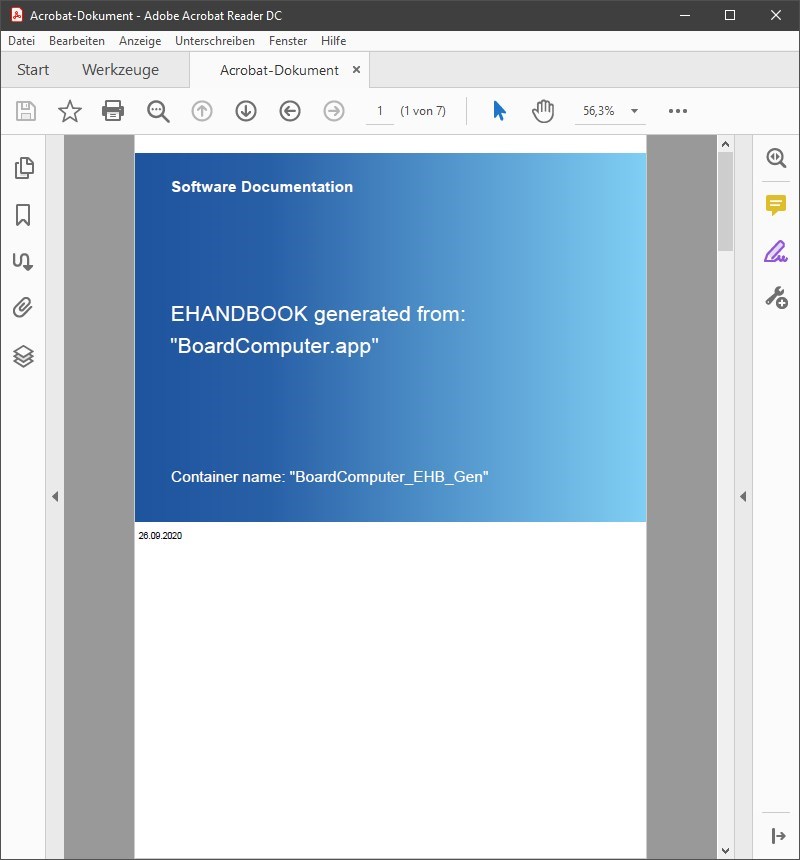 Acrobat-Dokument - Adobe Acrobat Reader DC
Datei Bearbeiten Anzeige Unterschreiben Fenster Hilfe
Start Werkzeuge Acrobat-Dokument
1 (1 von 7) 56,3%
Software Documentation
EHANDBOOK generated from:
"BoardComputer.app"
Container name: "BoardComputer_EHB_Gen"
26.09.2020